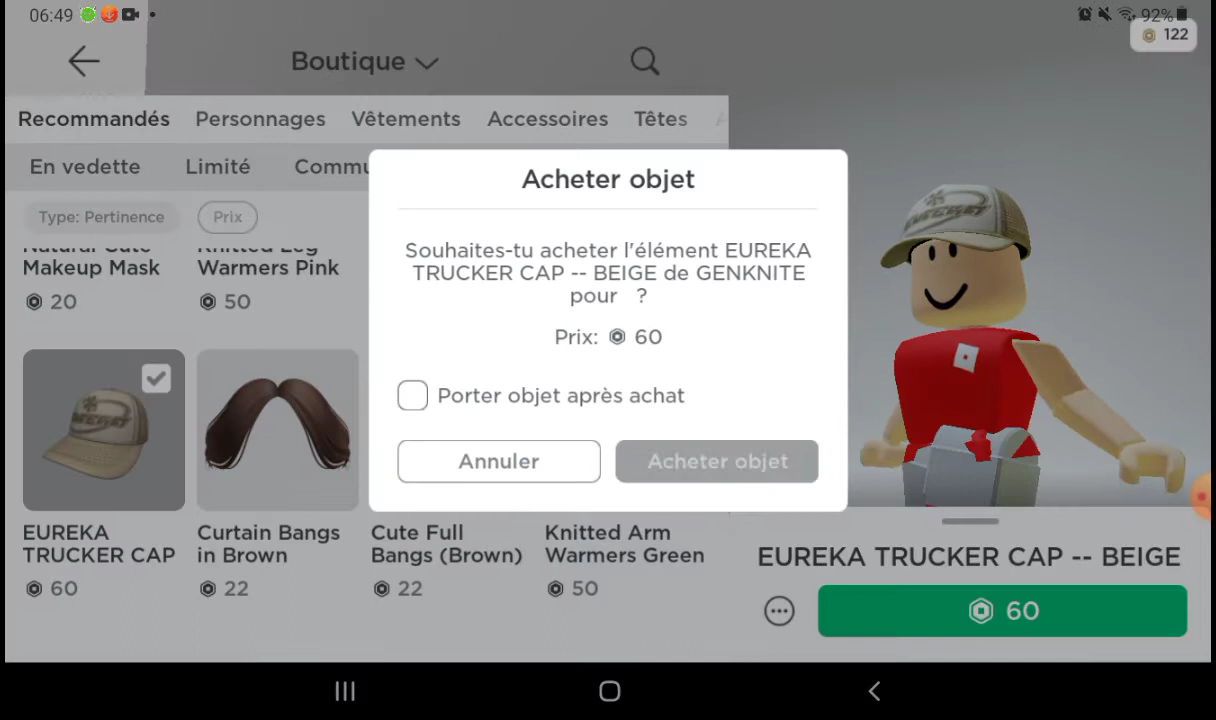 06:49
92%
122
Boutique
Recommandés Personnages Vêtements Accessoires Têtes
En vedette Limité Commu
Type: Pertinence Prix
Natural Cute
Makeup Mask
20
Knitted Leg
Warmers Pink
50
Acheter objet
Souhaites-tu acheter l'élément EUREKA
TRUCKER CAP -- BEIGE de GENKNITE
pour ?
Prix: 60
Porter objet après achat
Annuler
Acheter objet
EUREKA
TRUCKER CAP
60
Curtain Bangs
in Brown
22
Cute Full
Bangs (Brown)
22
Knitted Arm
Warmers Green
50
EUREKA TRUCKER CAP -- BEIGE
60